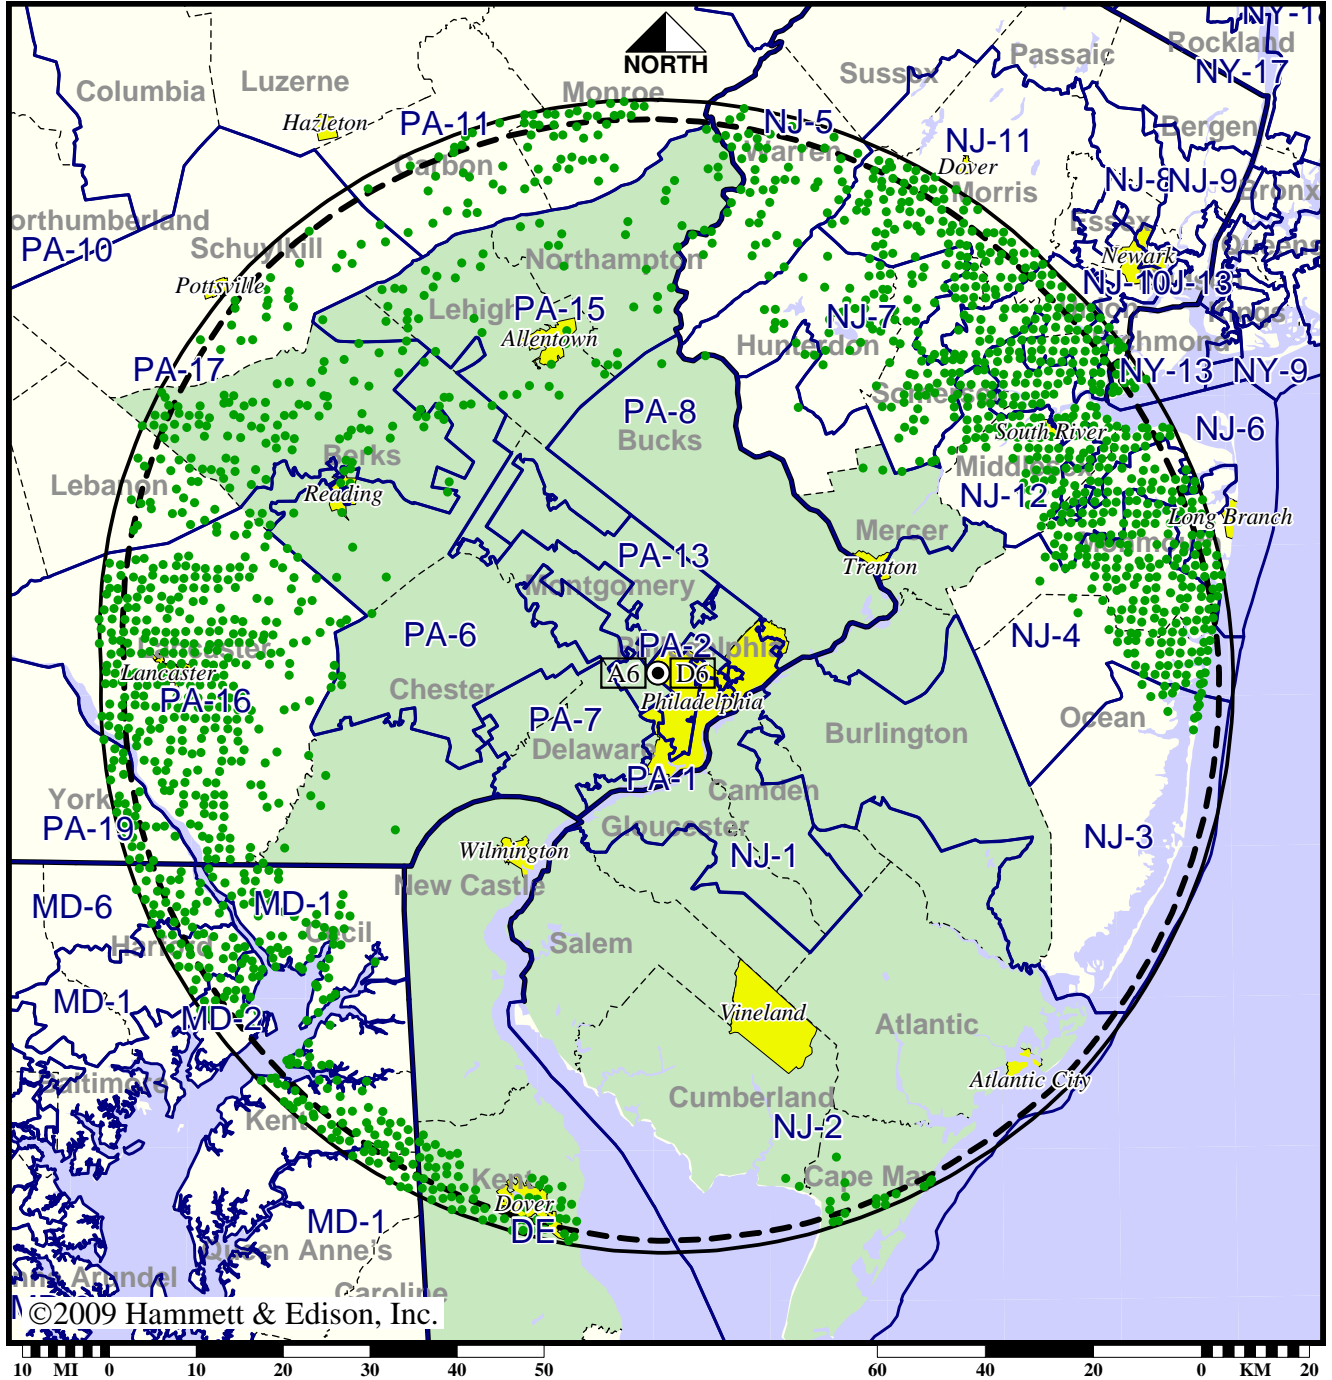 NY-17
Rockland
Passaic
NORTH
Sussex
Luzerne
Columbia
Monroe
Hazleton
PA-11
NJ-5
Bergen
NJ-11
Warren
Carbon
Dover
Morris
NJ-8
NJ-9
Bronx
Essex
PA-10
Schuylkill
Queens
Northampton
Newark
Pottsville
NJ-10
NJ-13
Lehigh
PA-15
NJ-7
Allentown
Hunterdon
PA-17
NY-13
NY-9
Somerset
PA-8
Bucks
NJ-6
South River
Berks
Middlesex
Lebanon
Reading
NJ-12
Long Branch
Mercer
Monmouth
PA-13
Trenton
Montgomery
PA-6
NJ-4
PA-2
Philadelphia
Lancaster
Lancaster
A6
D6
PA-16
Chester
Philadelphia
PA-7
Ocean
Burlington
Delaware
PA-1
Camden
York
PA-19
Gloucester
NJ-3
Wilmington
NJ-1
New Castle
MD-6
MD-1
Cecil
Harford
Salem
MD-1
MD-2
Vineland
Atlantic
Baltimore
Atlantic City
Cumberland
Kent
NJ-2
Kent
Cape May
Dover
MD-1
DE
Queen Anne's
Arundel
Caroline
©2009 Hammett & Edison, Inc.
10 MI 0 10 20 30 40 50 60 40 20 0 KM 20